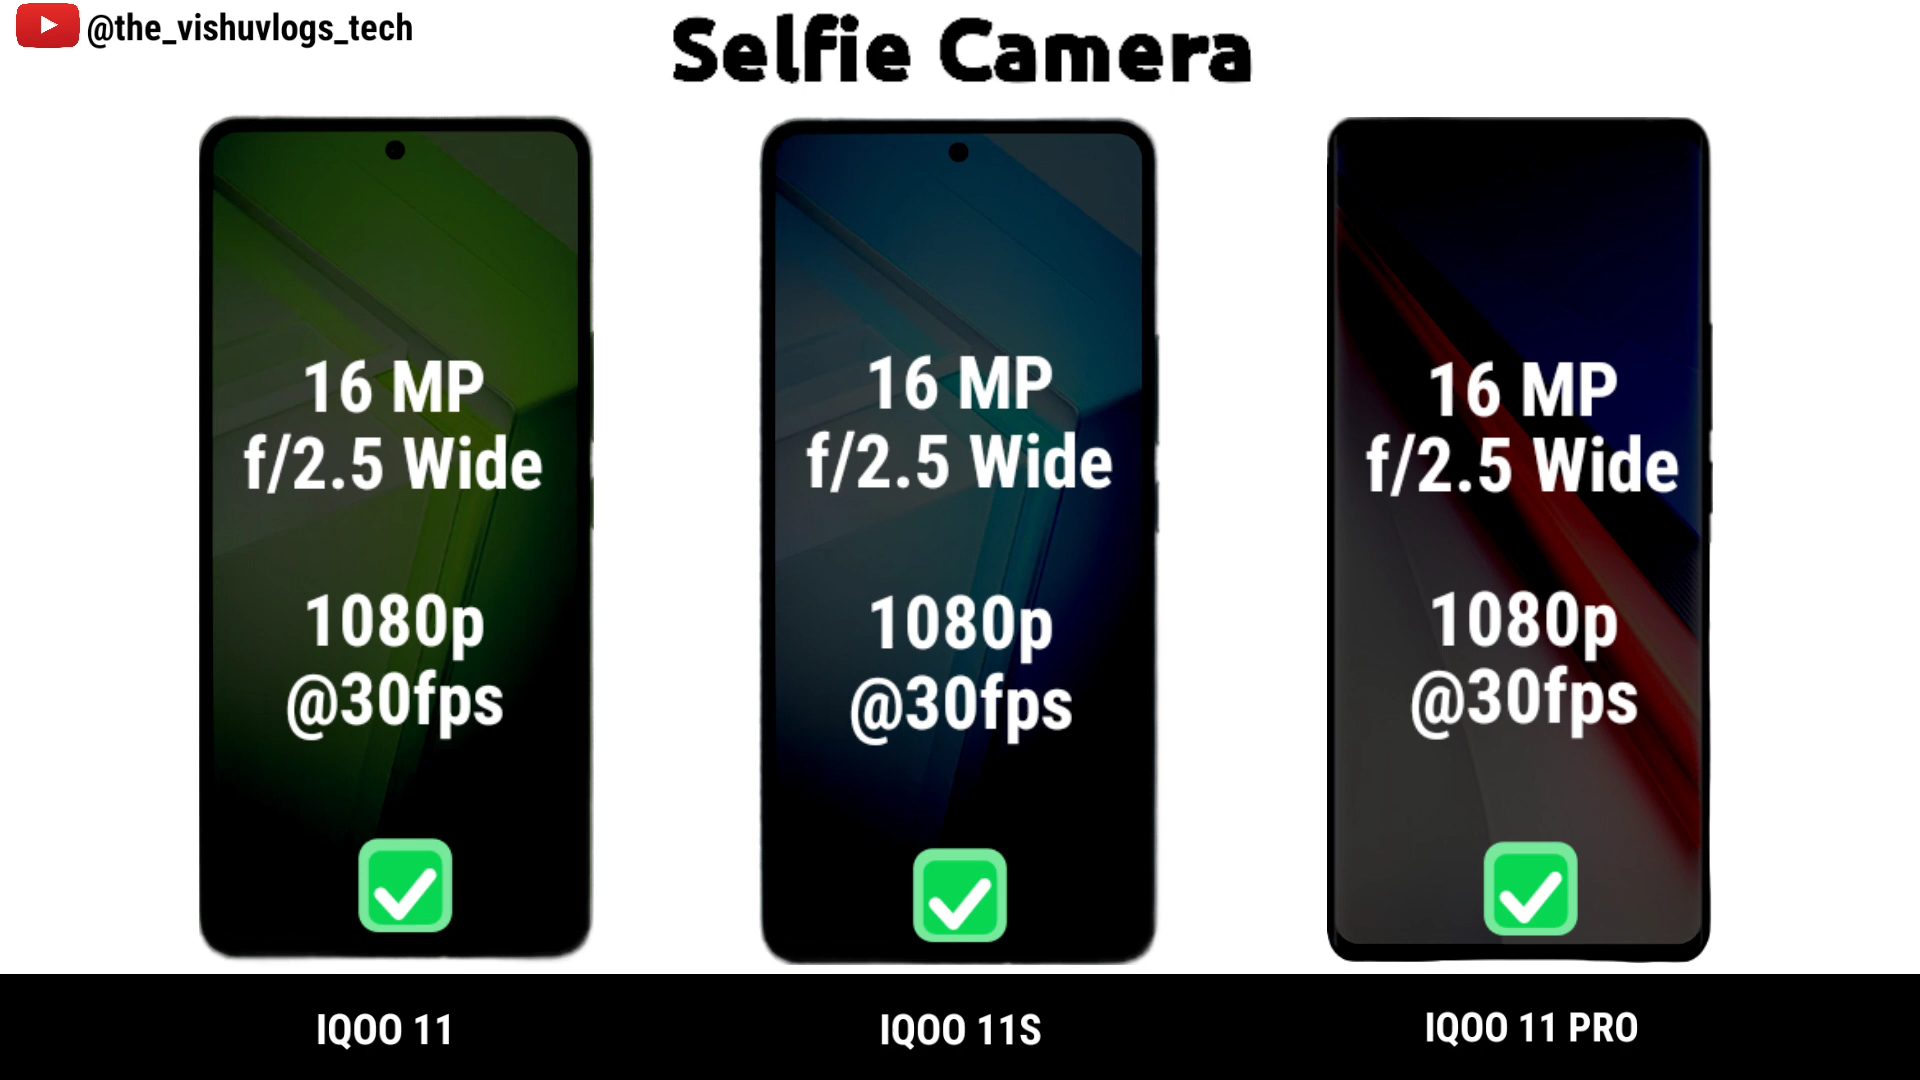 @the_vishuvlogs_tech
Selfie Camera
16 MP
f/2.5 Wide
1080p
@30fps
16 MP
f/2.5 Wide
1080p
@30fps
16 MP
f/2.5 Wide
1080p
@30fps
IQOO 11
IQOO 11S
IQOO 11 PRO